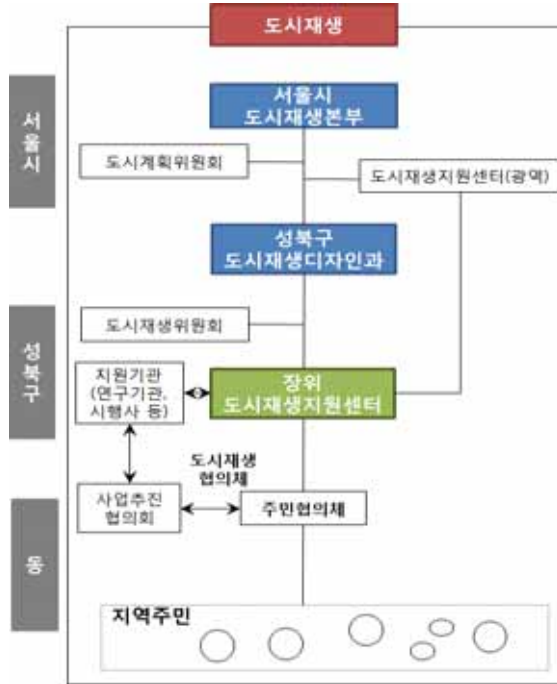 도시재생
서울시
서울시
도시재생본부
도시계획위원회
도시재생지원센터(광역)
성북구
도시재생디자인과
성북구
도시재생위원회
지원기관
(연구기관,
시행사 등)
장위
도시재생지원센터
도시재생
협의체
동
사업추진
협의회
주민협의체
지역주민